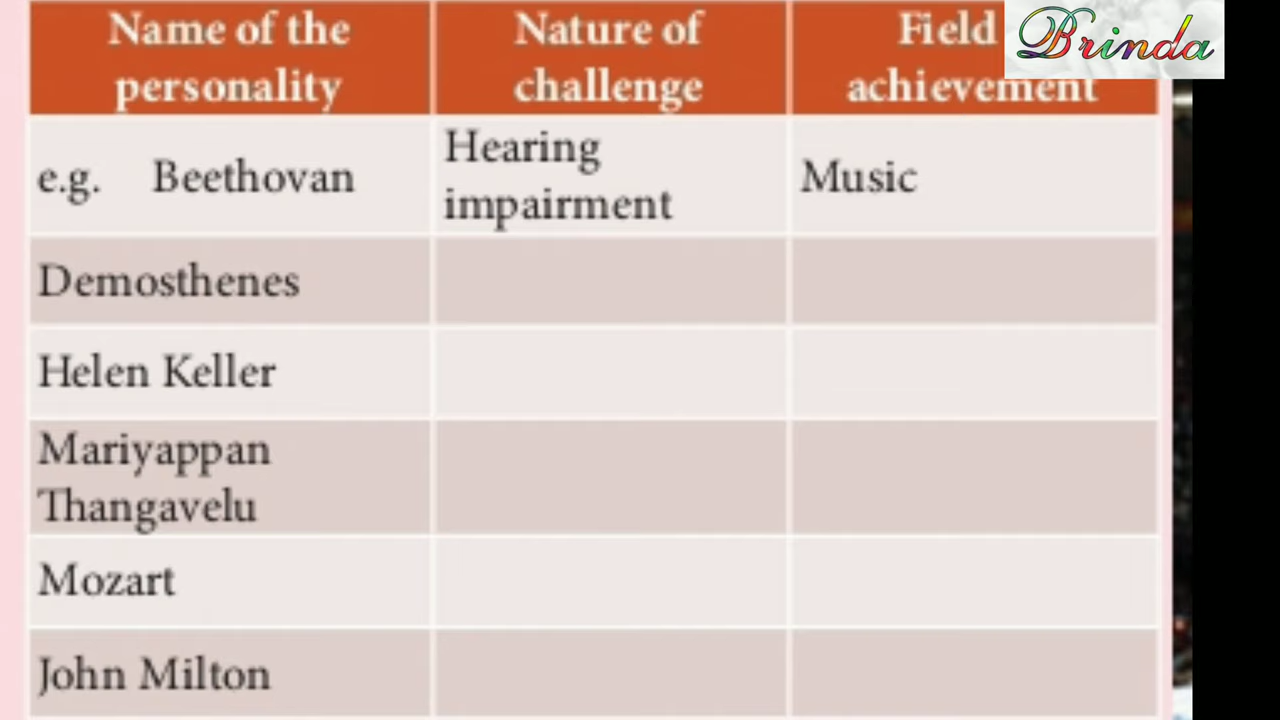 Name of the personality
Nature of challenge
Field achievement
Brinda
e.g. Beethovan
Hearing impairment
Music
Demosthenes
Helen Keller
Mariyappan Thangavelu
Mozart
John Milton